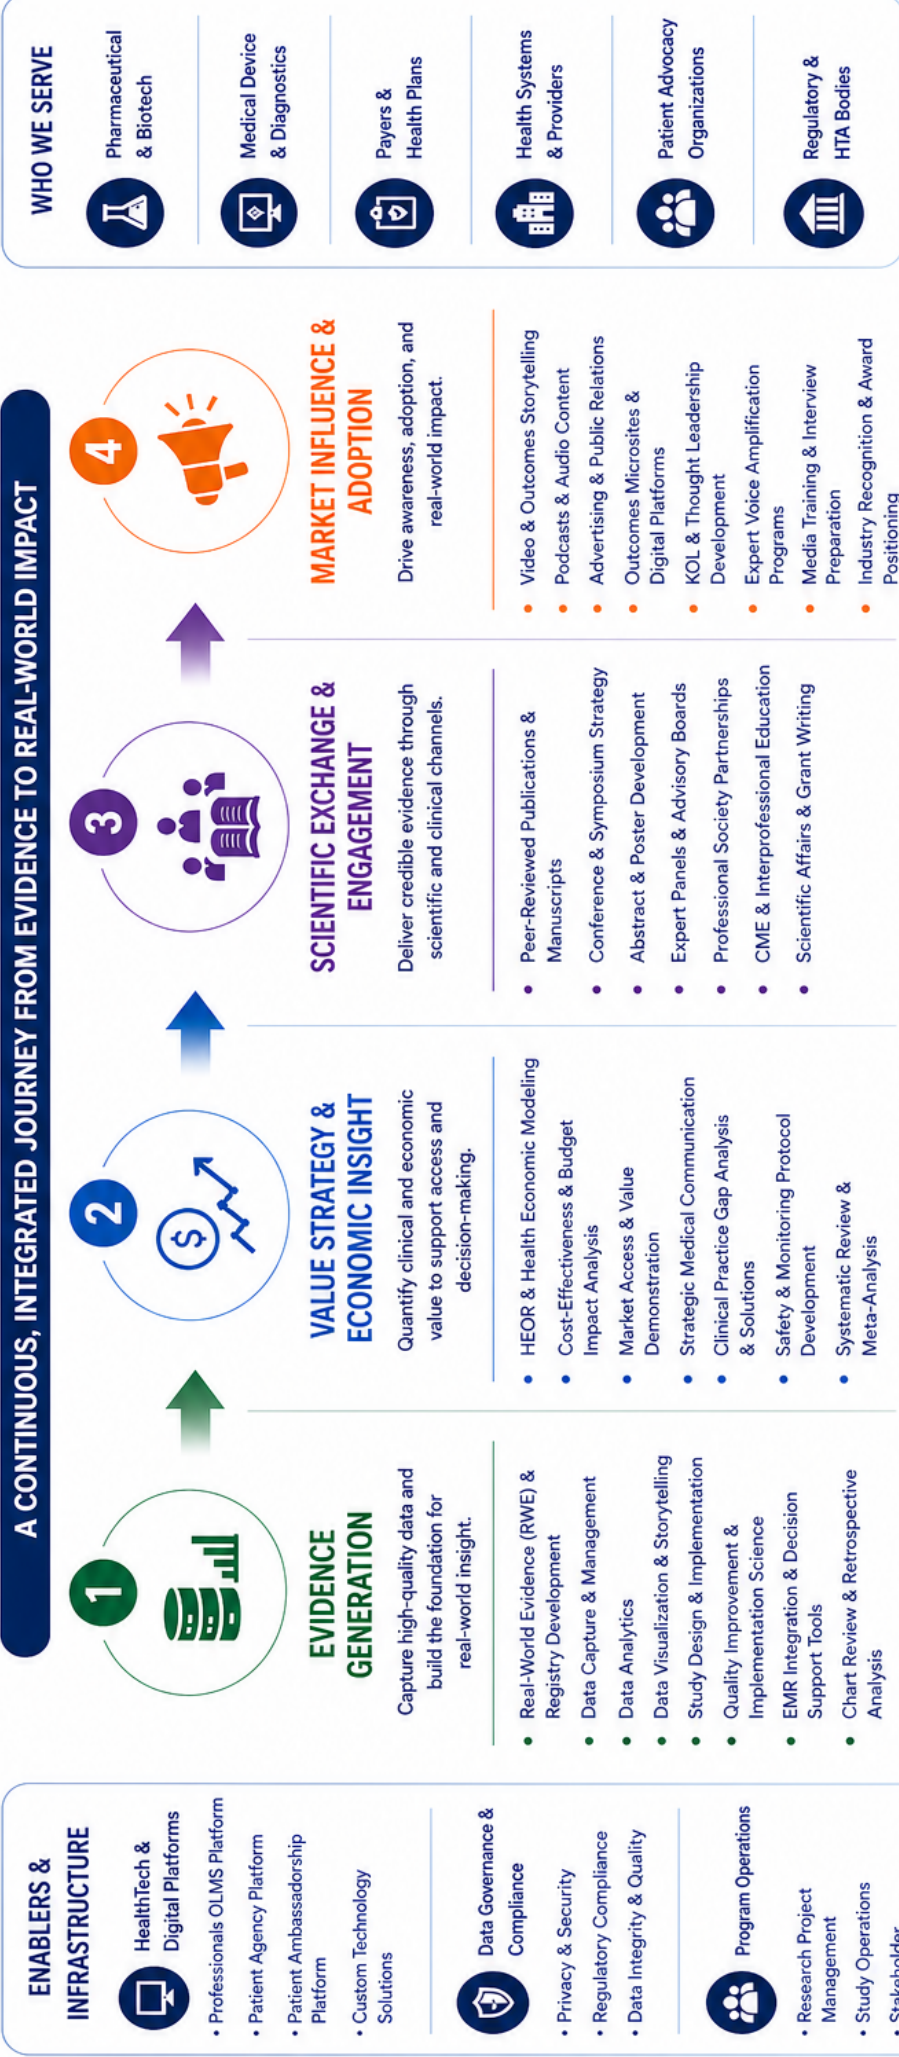 A CONTINUOUS, INTEGRATED JOURNEY FROM EVIDENCE TO REAL-WORLD IMPACT
ENABLERS &
INFRASTRUCTURE
HealthTech &
Digital Platforms
• Professionals OLMS Platform
• Patient Agency Platform
• Patient Ambassadorship
Platform
• Custom Technology
Solutions
Data Governance &
Compliance
• Privacy & Security
• Regulatory Compliance
• Data Integrity & Quality
Program Operations
• Research Project
Management
• Study Operations
1
EVIDENCE
GENERATION
Capture high-quality data and
build the foundation for
real-world insight.
• Real-World Evidence (RWE) &
Registry Development
• Data Capture & Management
• Data Analytics
• Data Visualization & Storytelling
• Study Design & Implementation
• Quality Improvement &
Implementation Science
• EMR Integration & Decision
Support Tools
• Chart Review & Retrospective
Analysis
2
$
VALUE STRATEGY &
ECONOMIC INSIGHT
Quantify clinical and economic
value to support access and
decision-making.
• HEOR & Health Economic Modeling
• Cost-Effectiveness & Budget
Impact Analysis
• Market Access & Value
Demonstration
• Strategic Medical Communication
• Clinical Practice Gap Analysis
& Solutions
• Safety & Monitoring Protocol
Development
• Systematic Review &
Meta-Analysis
3
SCIENTIFIC EXCHANGE &
ENGAGEMENT
Deliver credible evidence through
scientific and clinical channels.
• Peer-Reviewed Publications &
Manuscripts
• Conference & Symposium Strategy
• Abstract & Poster Development
• Expert Panels & Advisory Boards
• Professional Society Partnerships
• CME & Interprofessional Education
• Scientific Affairs & Grant Writing
4
MARKET INFLUENCE &
ADOPTION
Drive awareness, adoption, and
real-world impact.
• Video & Outcomes Storytelling
• Podcasts & Audio Content
• Advertising & Public Relations
• Outcomes Microsites &
Digital Platforms
• KOL & Thought Leadership
Development
• Expert Voice Amplification
Programs
• Media Training & Interview
Preparation
• Industry Recognition & Award
Positioning
WHO WE SERVE
Pharmaceutical
& Biotech
Medical Device
& Diagnostics
Payers &
Health Plans
Health Systems
& Providers
Patient Advocacy
Organizations
Regulatory &
HTA Bodies